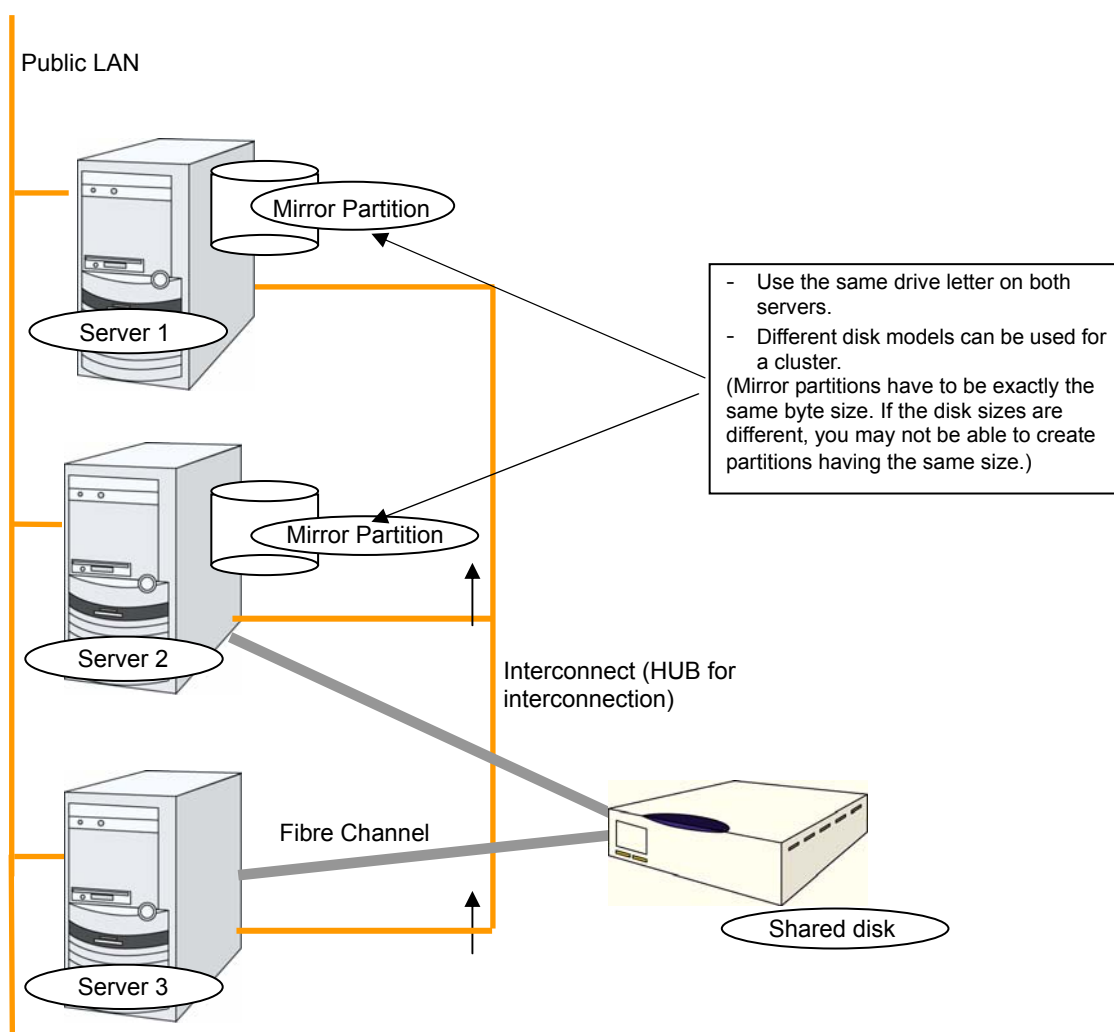 Public LAN
Mirror Partition
Server 1
- Use the same drive letter on both
servers.
- Different disk models can be used for
a cluster.
(Mirror partitions have to be exactly the
same byte size. If the disk sizes are
different, you may not be able to create
partitions having the same size.)
Mirror Partition
Server 2
Interconnect (HUB for
interconnection)
Fibre Channel
Shared disk
Server 3